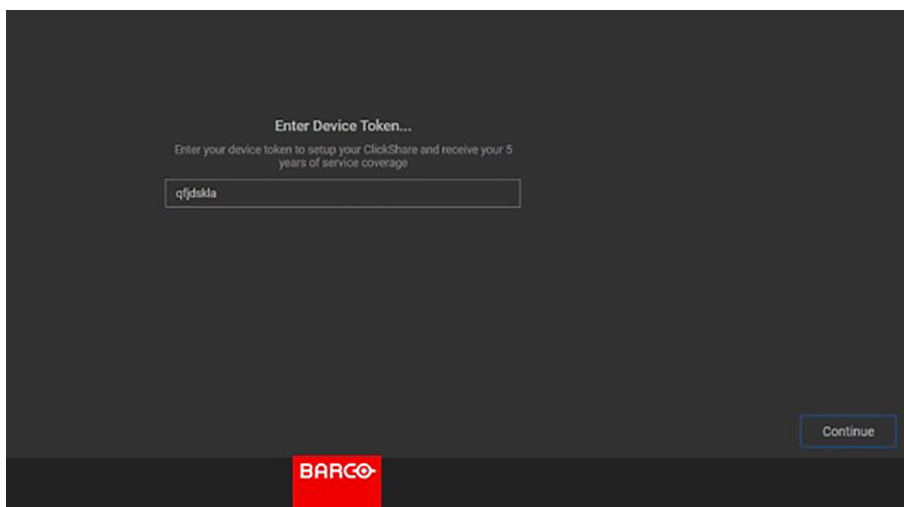 Enter Device Token...
Enter your device token to setup your ClickShare and receive your 5
years of service coverage
qfjdskla
Continue
BARCO